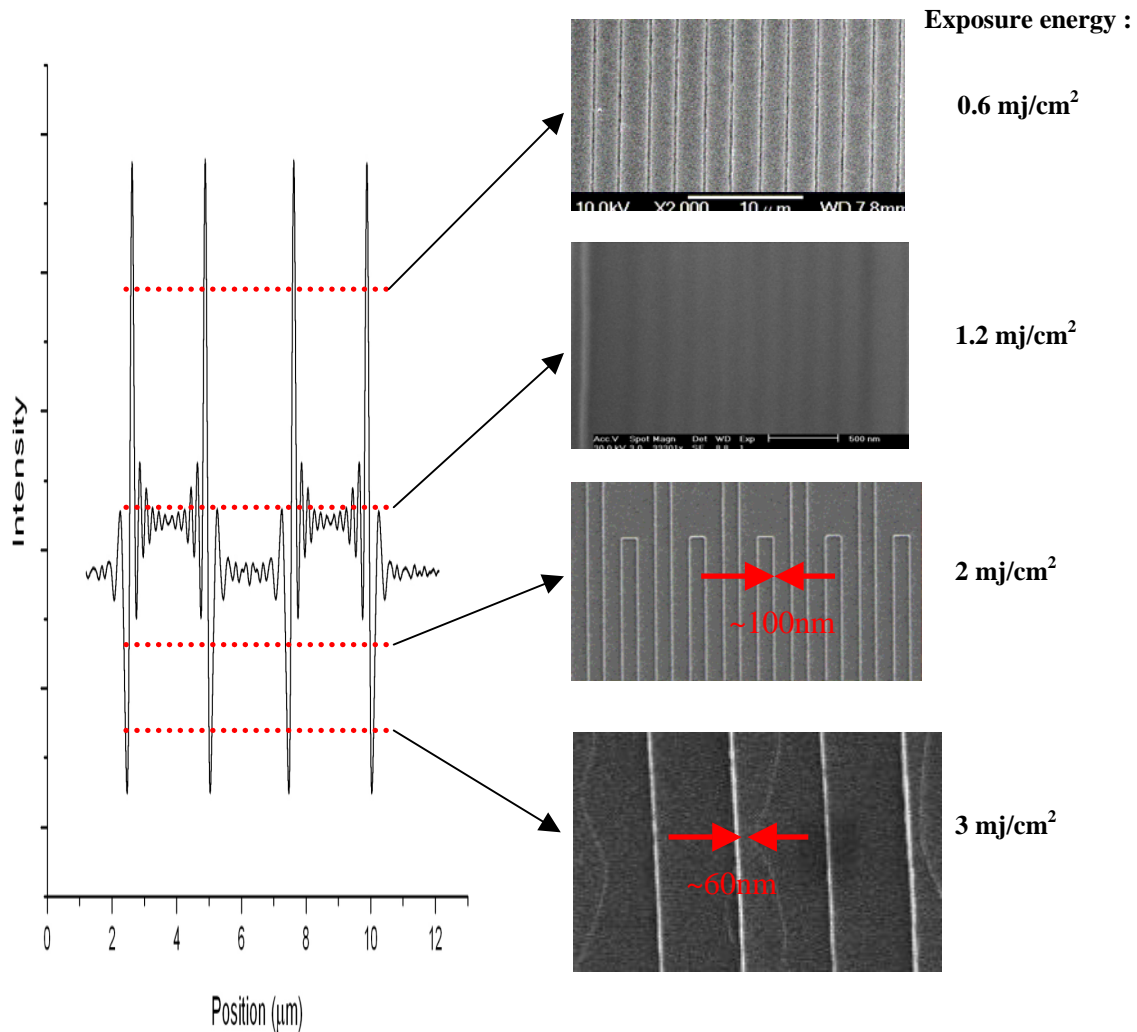 Exposure energy :
0.6 mj/cm²
10.0kV X2,000 10 μm WD 7.8mm
1.2 mj/cm²
Acc.V Spot Magn Det WD Exp 500 nm
2 mj/cm²
~100nm
3 mj/cm²
~60nm
Intensity
0 2 4 6 8 10 12
Position (μm)